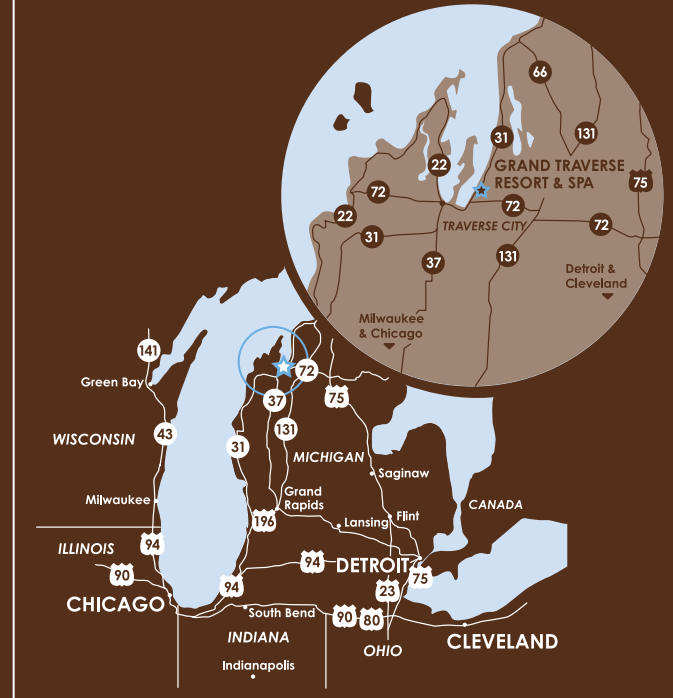 66
131
31
22
GRAND TRAVERSE
RESORT & SPA
75
72
72
22
TRAVERSE CITY
72
31
37
131
Detroit &
Cleveland
Milwaukee
& Chicago
141
72
Green Bay
75
37
131
43
WISCONSIN
31
MICHIGAN
Saginaw
Grand
Rapids
Milwaukee
CANADA
196
Lansing
Flint
94
ILLINOIS
94
DETROIT
90
75
94
23
CHICAGO
South Bend
90
80
INDIANA
CLEVELAND
OHIO
Indianapolis